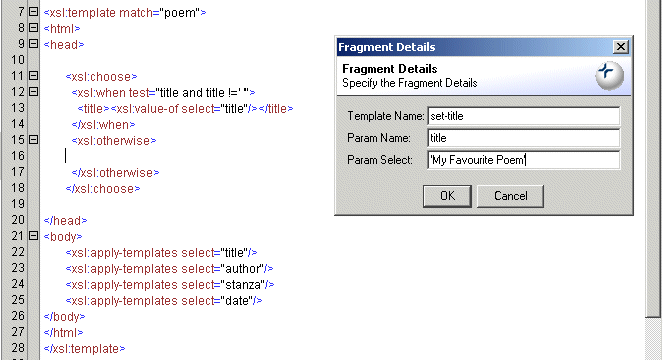 7 <xsl:template match="poem">
8 <html>
9 <head>
10
11 <xsl:choose>
12 <xsl:when test="title and title !=' '">
13 <title><xsl:value-of select="title"/></title>
14 </xsl:when>
15 <xsl:otherwise>
16
17 </xsl:otherwise>
18 </xsl:choose>
19
20 </head>
21 <body>
22 <xsl:apply-templates select="title"/>
23 <xsl:apply-templates select="author"/>
24 <xsl:apply-templates select="stanza"/>
25 <xsl:apply-templates select="date"/>
26 </body>
27 </html>
28 </xsl:template>
Fragment Details
Fragment Details
Specify the Fragment Details
Template Name: set-title
Param Name: title
Param Select: 'My Favourite Poem'
OK Cancel